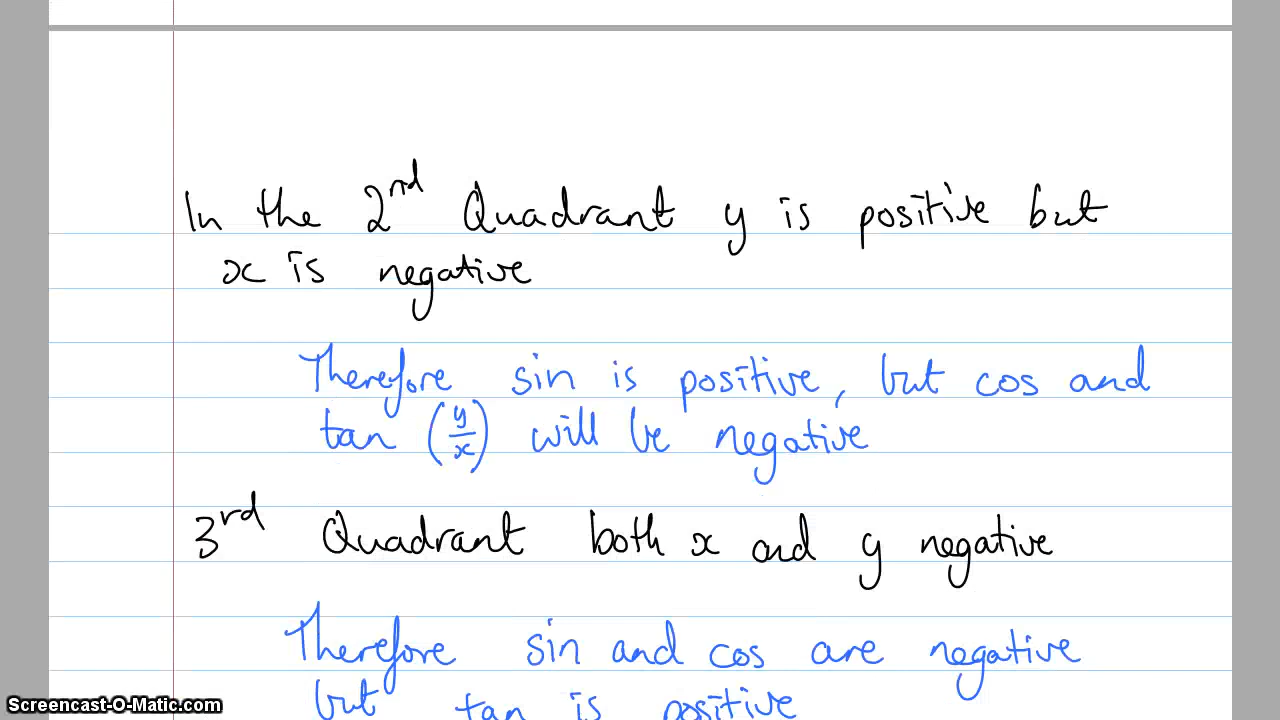 In the 2nd Quadrant y is positive but
x is negative
Therefore sin is positive, but cos and
tan (y/x) will be negative
3rd Quadrant both x and y negative
Therefore sin and cos are negative
but tan is positive
Screencast-O-Matic.com